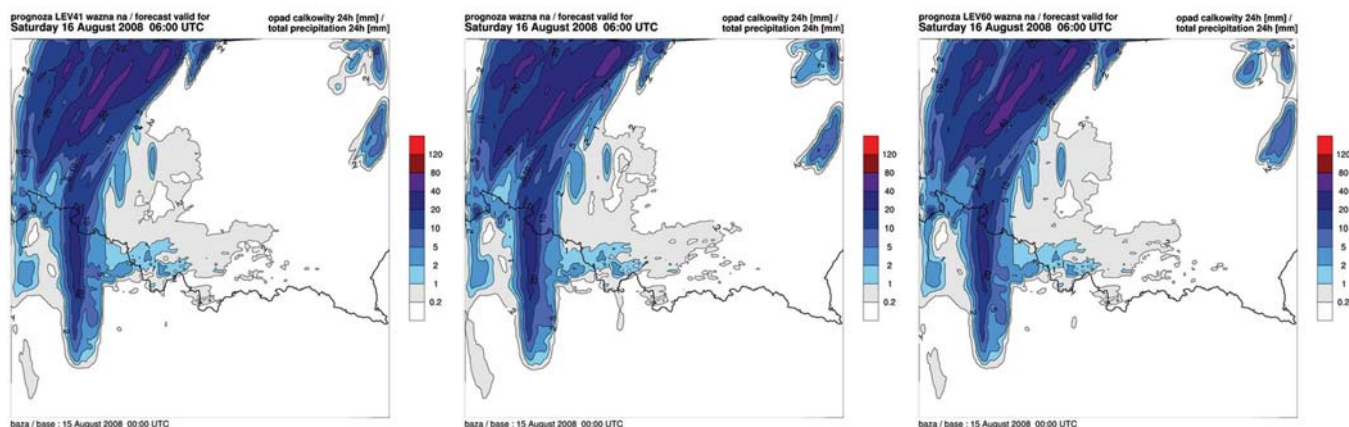 prognoza LEV41 wazna na / forecast valid for
Saturday 16 August 2008 06:00 UTC
opad calkowity 24h [mm] /
total precipitation 24h [mm]
120
80
40
20
10
5
2
1
0.2
baza / base : 15 August 2008 00:00 UTC
prognoza wazna na / forecast valid for
Saturday 16 August 2008 06:00 UTC
opad calkowity 24h [mm] /
total precipitation 24h [mm]
120
80
40
20
10
5
2
1
0.2
baza / base : 15 August 2008 00:00 UTC
prognoza LEV60 wazna na / forecast valid for
Saturday 16 August 2008 06:00 UTC
opad calkowity 24h [mm] /
total precipitation 24h [mm]
120
80
40
20
10
5
2
1
0.2
baza / base : 15 August 2008 00:00 UTC